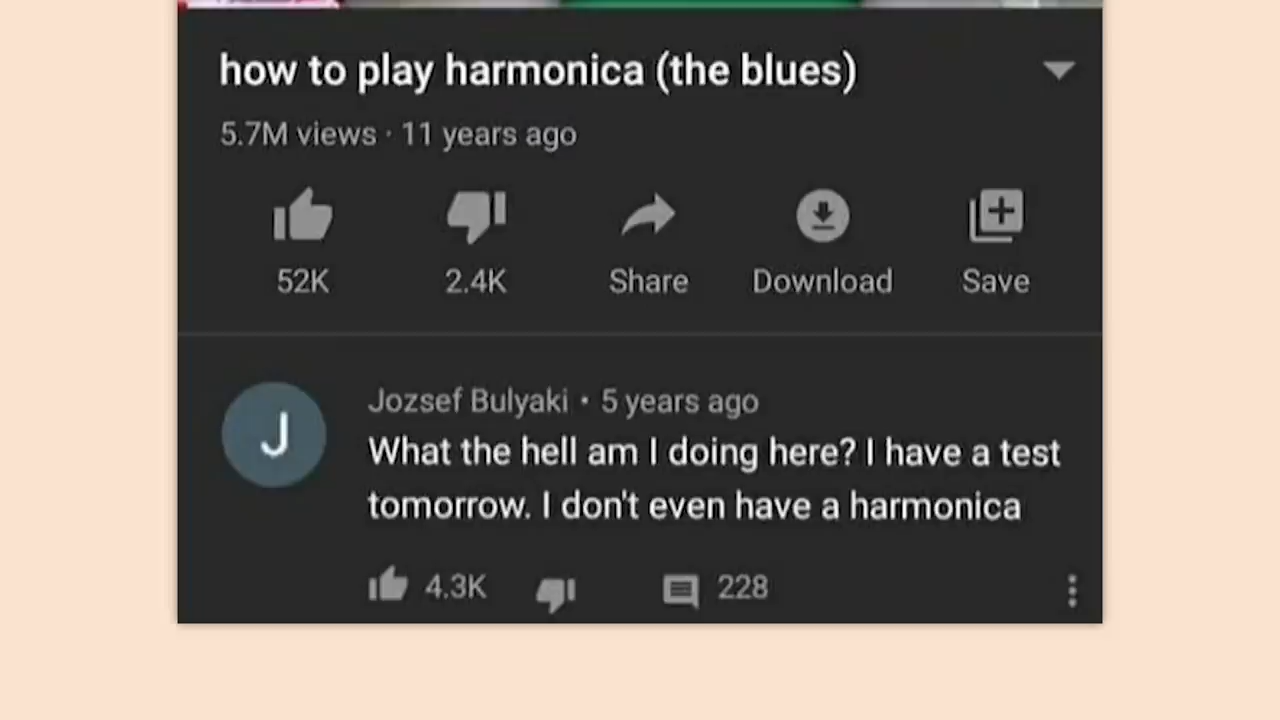 how to play harmonica (the blues)
5.7M views · 11 years ago
52K 2.4K Share Download Save
J
Jozsef Bulyaki • 5 years ago
What the hell am I doing here? I have a test
tomorrow. I don't even have a harmonica
4.3K 228